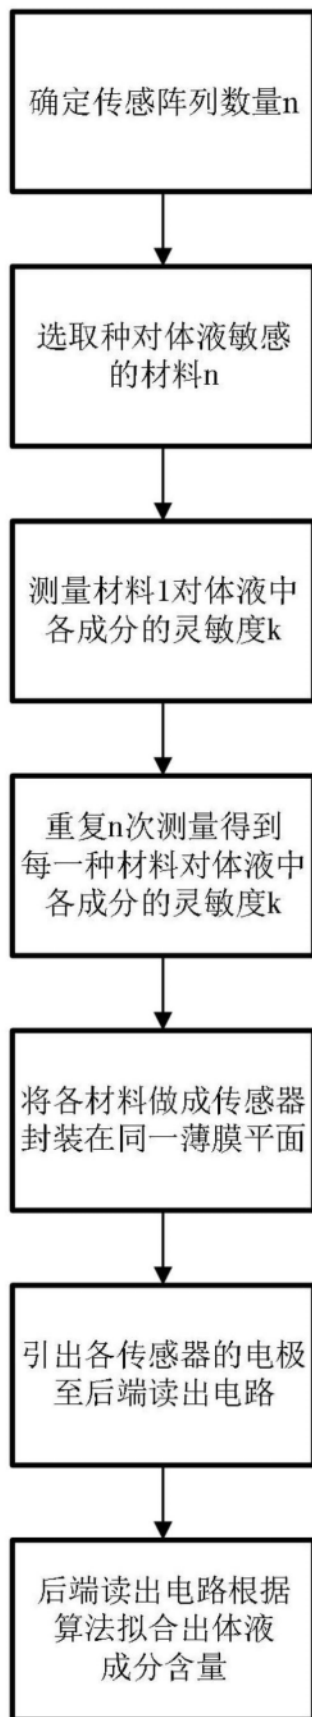 确定传感阵列数量n
选取种对体液敏感
的材料n
测量材料1对体液中
各成分的灵敏度k
重复n次测量得到
每一种材料对体液中
各成分的灵敏度k
将各材料做成传感器
封装在同一薄膜平面
引出各传感器的电极
至后端读出电路
后端读出电路根据
算法拟合出体液
成分含量